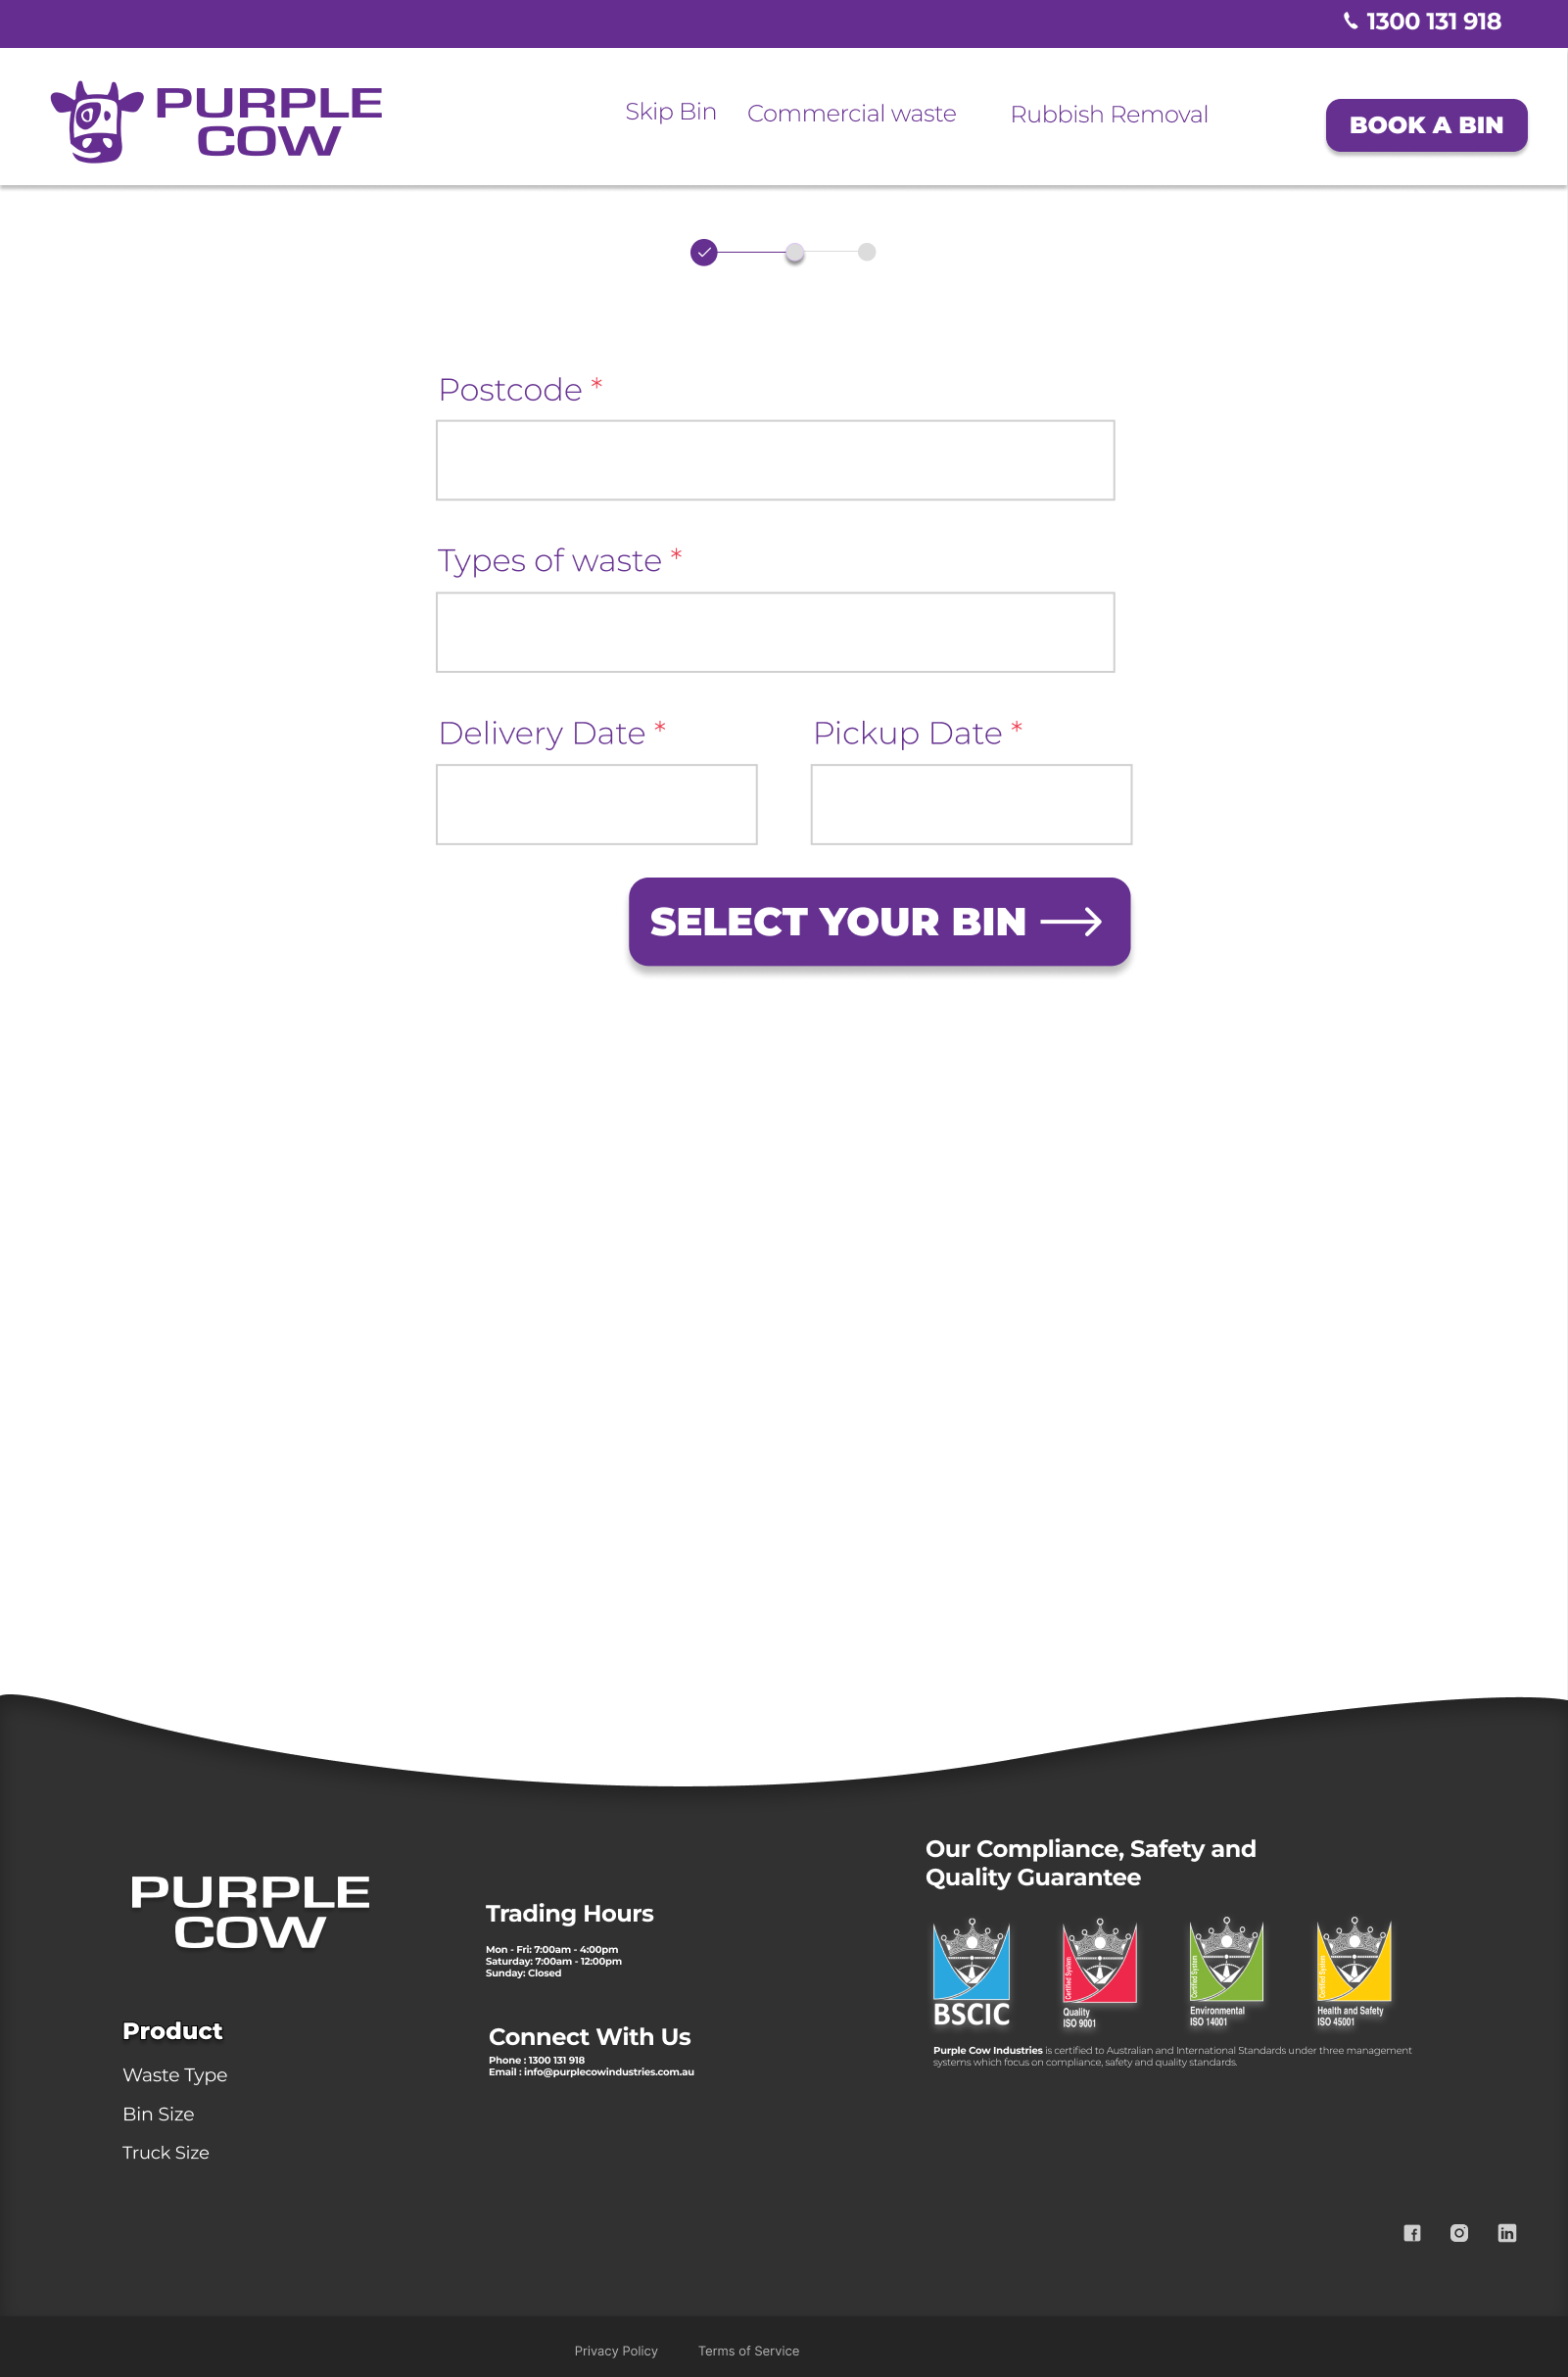 1300 131 918
PURPLE
COW
Skip Bin
Commercial waste
Rubbish Removal
BOOK A BIN
Postcode *
Types of waste *
Delivery Date *
Pickup Date *
SELECT YOUR BIN
PURPLE
COW
Product
Waste Type
Bin Size
Truck Size
Trading Hours
Mon - Fri: 7:00am - 4:00pm
Saturday: 7:00am - 12:00pm
Sunday: Closed
Connect With Us
Phone : 1300 131 918
Email : info@purplecowindustries.com.au
Our Compliance, Safety and
Quality Guarantee
BSCIC
Certified System
Quality
ISO 9001
Certified System
Environmental
ISO 14001
Certified System
Health and Safety
ISO 45001
Purple Cow Industries is certified to Australian and International Standards under three management
systems which focus on compliance, safety and quality standards.
Privacy Policy
Terms of Service